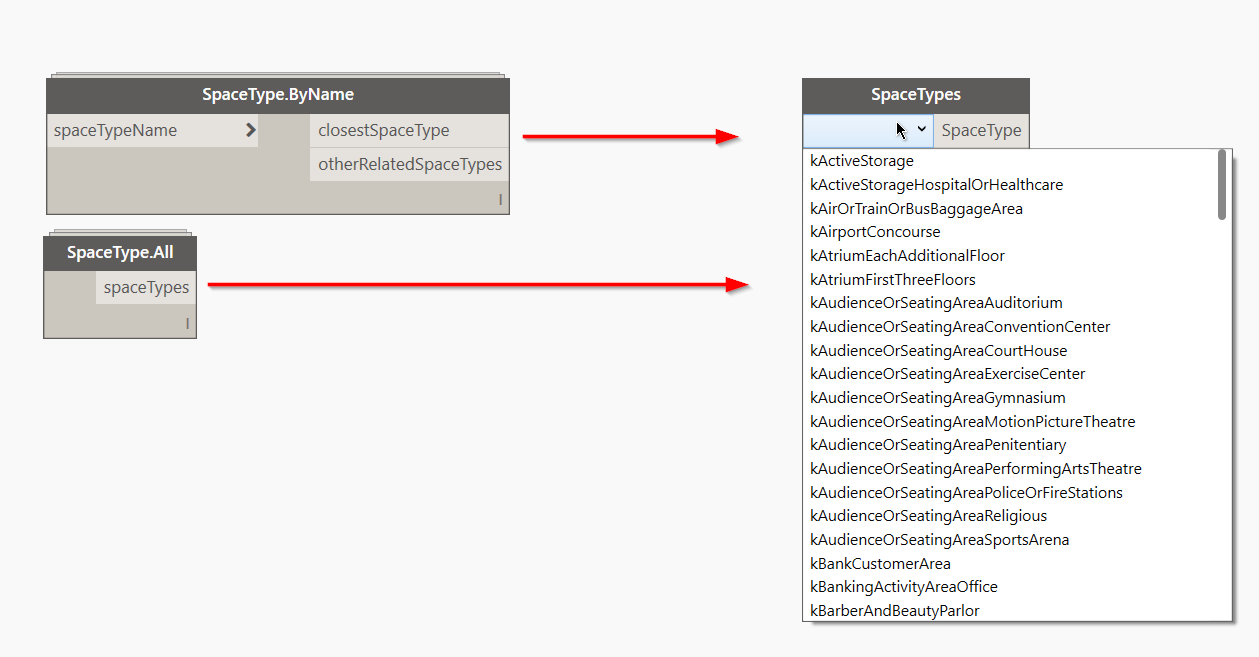 SpaceType.ByName
spaceTypeName
closestSpaceType
otherRelatedSpaceTypes
SpaceType.All
spaceTypes
SpaceTypes
SpaceType
kActiveStorage
kActiveStorageHospitalOrHealthcare
kAirOrTrainOrBusBaggageArea
kAirportConcourse
kAtriumEachAdditionalFloor
kAtriumFirstThreeFloors
kAudienceOrSeatingAreaAuditorium
kAudienceOrSeatingAreaConventionCenter
kAudienceOrSeatingAreaCourtHouse
kAudienceOrSeatingAreaExerciseCenter
kAudienceOrSeatingAreaGymnasium
kAudienceOrSeatingAreaMotionPictureTheatre
kAudienceOrSeatingAreaPenitentiary
kAudienceOrSeatingAreaPerformingArtsTheatre
kAudienceOrSeatingAreaPoliceOrFireStations
kAudienceOrSeatingAreaReligious
kAudienceOrSeatingAreaSportsArena
kBankCustomerArea
kBankingActivityAreaOffice
kBarberAndBeautyParlor